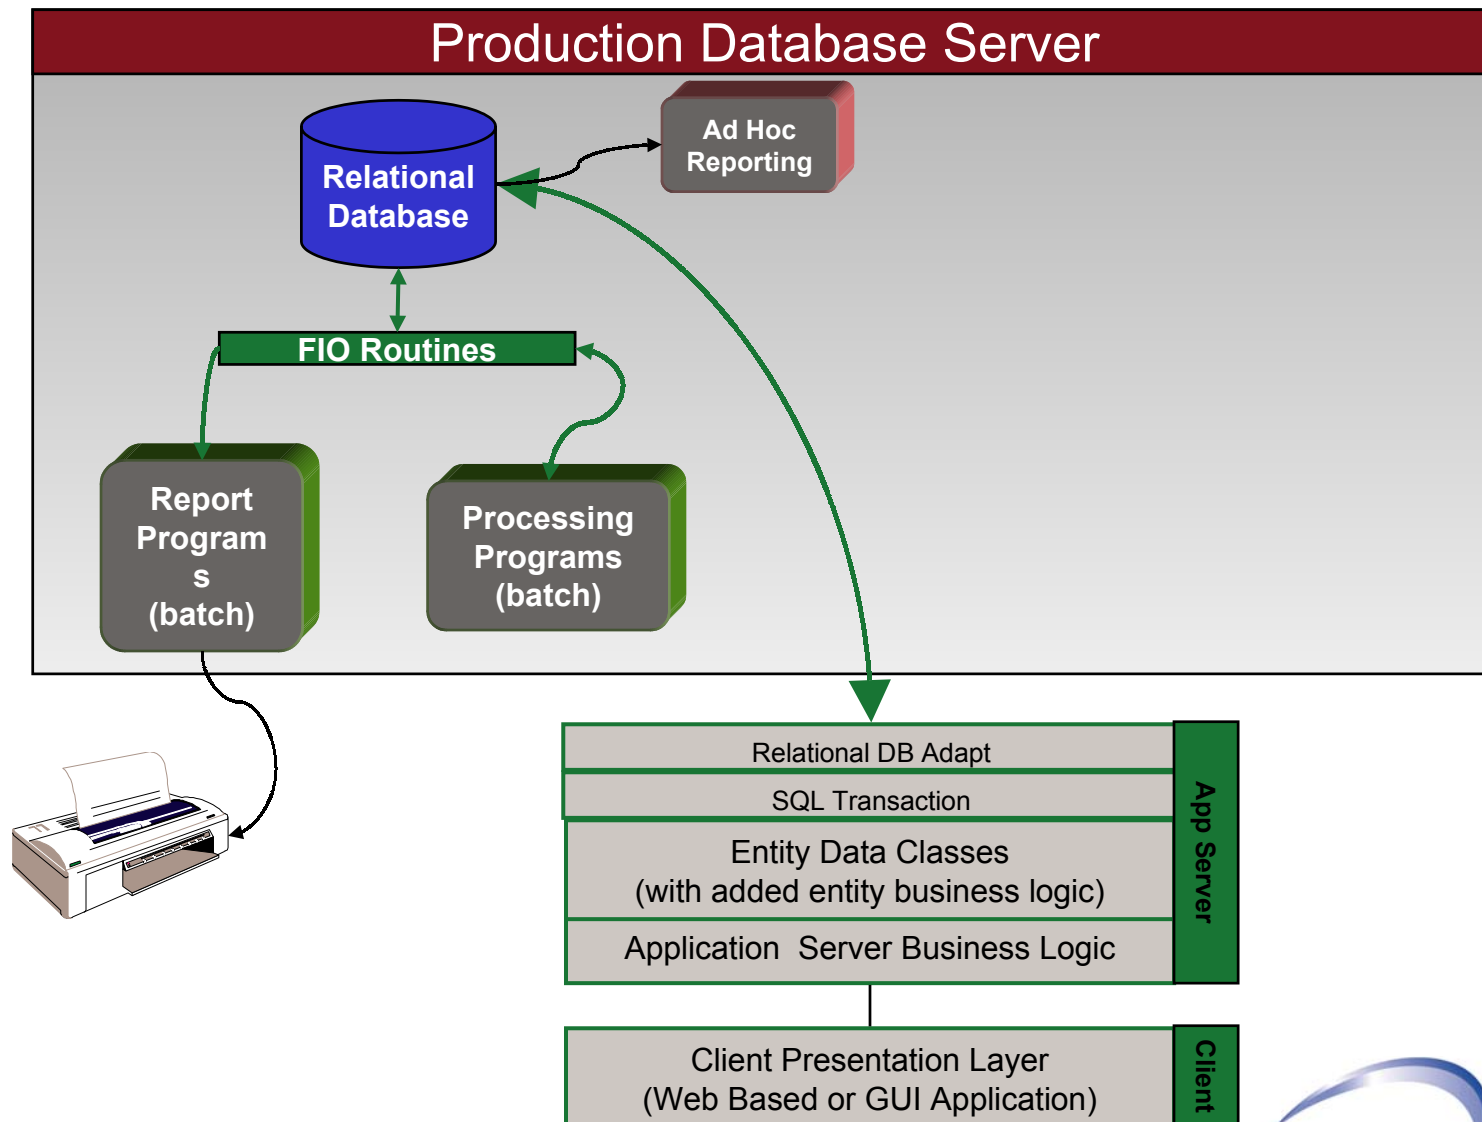 Production Database Server
Ad Hoc
Reporting
Relational
Database
FIO Routines
Report
Program
s
(batch)
Processing
Programs
(batch)
Relational DB Adapt
SQL Transaction
Entity Data Classes
(with added entity business logic)
Application  Server Business Logic
App Server
Client Presentation Layer
(Web Based or GUI Application)
Client